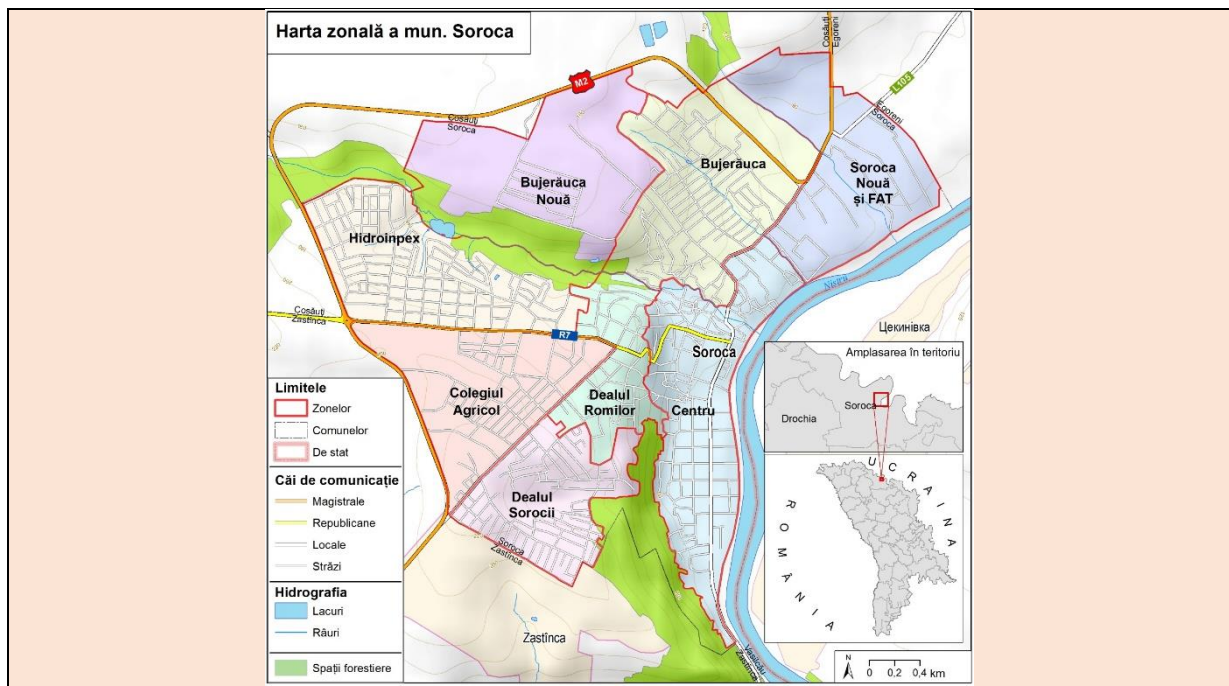 Harta zonală a mun. Soroca
Cosăuți
Egoreni
M2
L105
Egoreni
Soroca
Cosăuți
Soroca
Bujerăuca
Bujerăuca
Nouă
Soroca
Nouă
și FAT
Hidroinpex
Nistru
Cosăuți
Zastînca
R7
Цекинівка
Soroca
Colegiul
Agricol
Dealul
Romilor
Centru
Dealul
Sorocii
Soroca
Zastînca
Zastînca
Vasilcău
Zastînca
Limitele
Zonelor
Comunelor
De stat
Căi de comunicație
Magistrale
Republicane
Locale
Străzi
Hidrografia
Lacuri
Râuri
Spații forestiere
Amplasarea în teritoriu
Soroca
Drochia
UCRAINA
ROMÂNIA
N
0 0,2 0,4 km